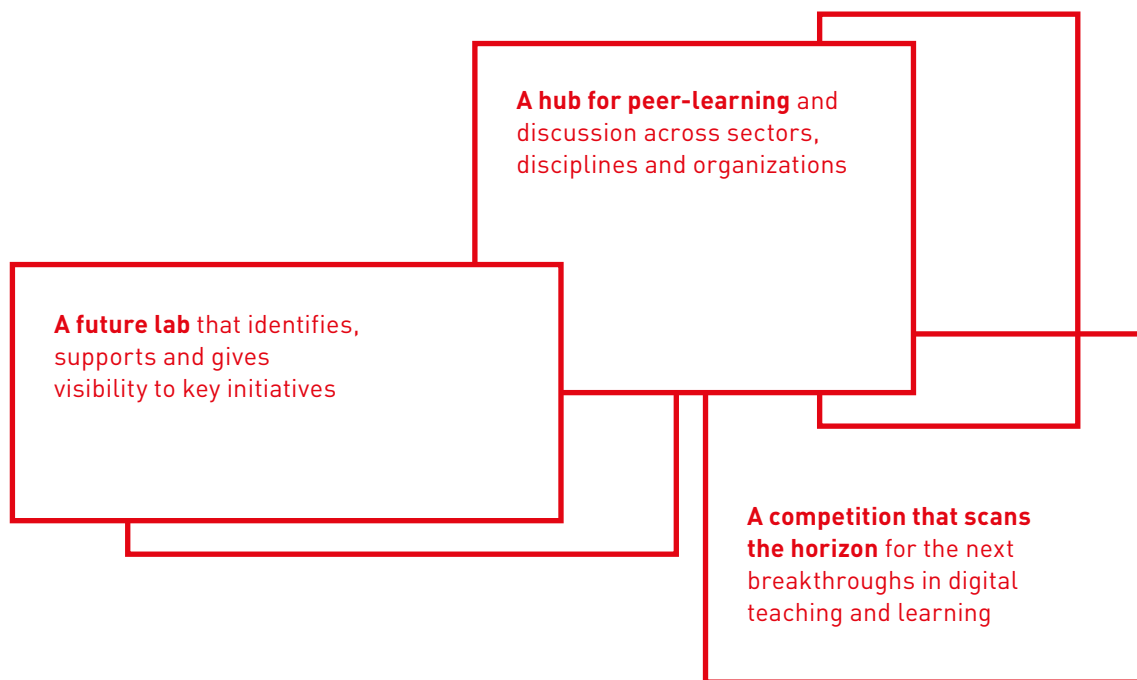 A hub for peer-learning and
discussion across sectors,
disciplines and organizations
A future lab that identifies,
supports and gives
visibility to key initiatives
A competition that scans
the horizon for the next
breakthroughs in digital
teaching and learning